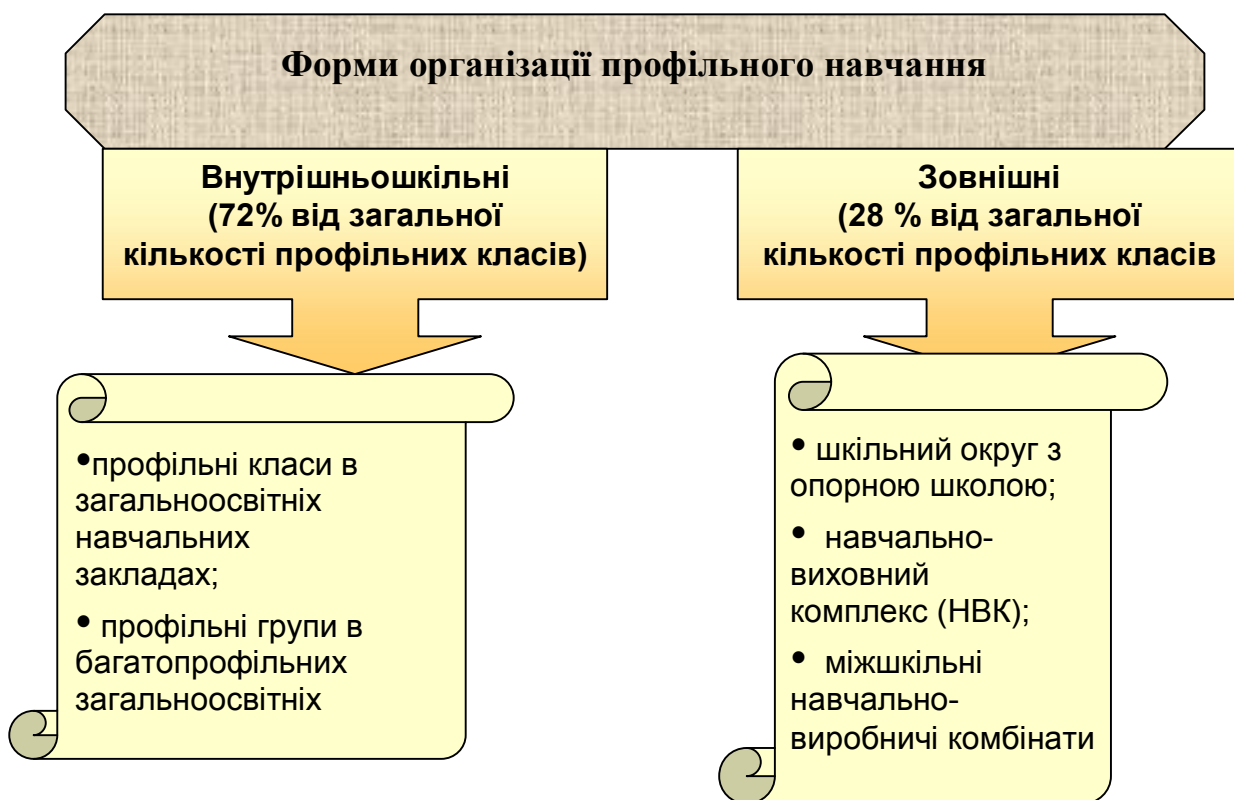 Форми організації профільного навчання
Внутрішньошкільні
(72% від загальної
кількості профільних класів)
Зовнішні
(28 % від загальної
кількості профільних класів
•профільні класи в
загальноосвітніх
навчальних
закладах;
• профільні групи в
багатопрофільних
загальноосвітніх
• шкільний округ з
опорною школою;
• навчально-
виховний
комплекс (НВК);
• міжшкільні
навчально-
виробничі комбінати